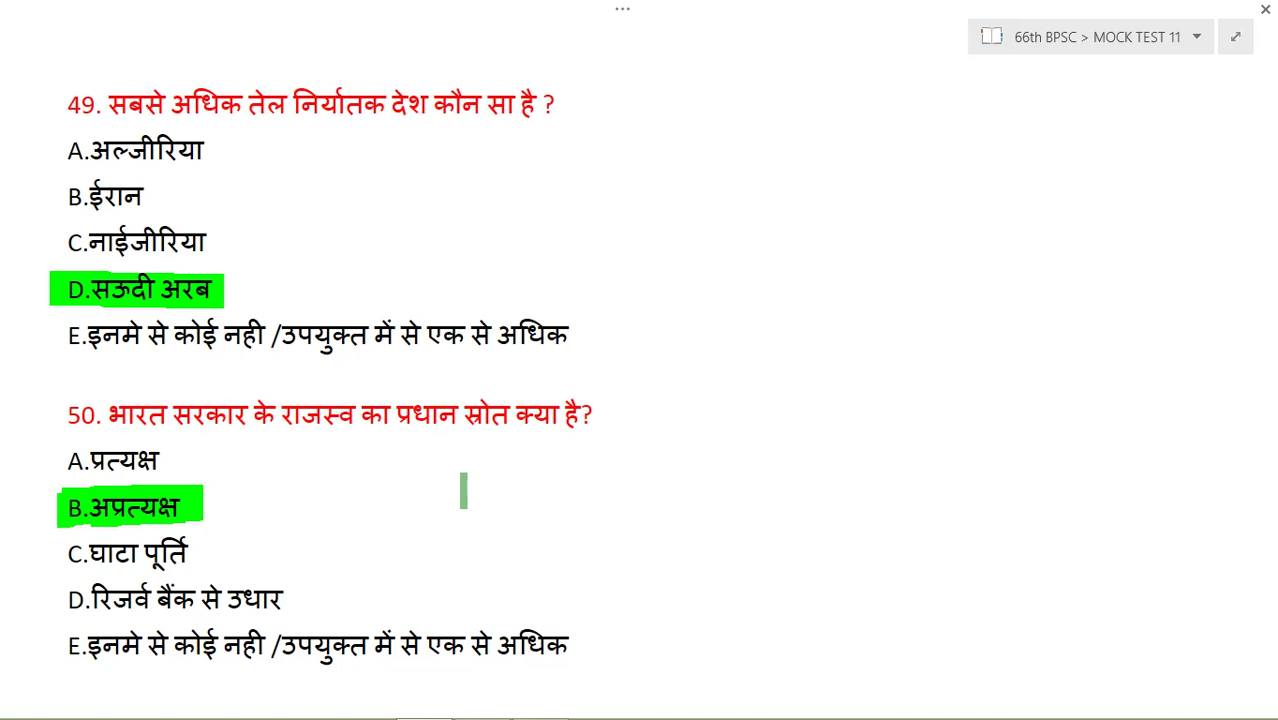 ...
66th BPSC > MOCK TEST 11
49. सबसे अधिक तेल निर्यातक देश कौन सा है ?
A.अल्जीरिया
B.ईरान
C.नाईजीरिया
D.सऊदी अरब
E.इनमे से कोई नही /उपयुक्त में से एक से अधिक
50. भारत सरकार के राजस्व का प्रधान स्रोत क्या है?
A.प्रत्यक्ष
B.अप्रत्यक्ष
C.घाटा पूर्ति
D.रिजर्व बैंक से उधार
E.इनमे से कोई नही /उपयुक्त में से एक से अधिक